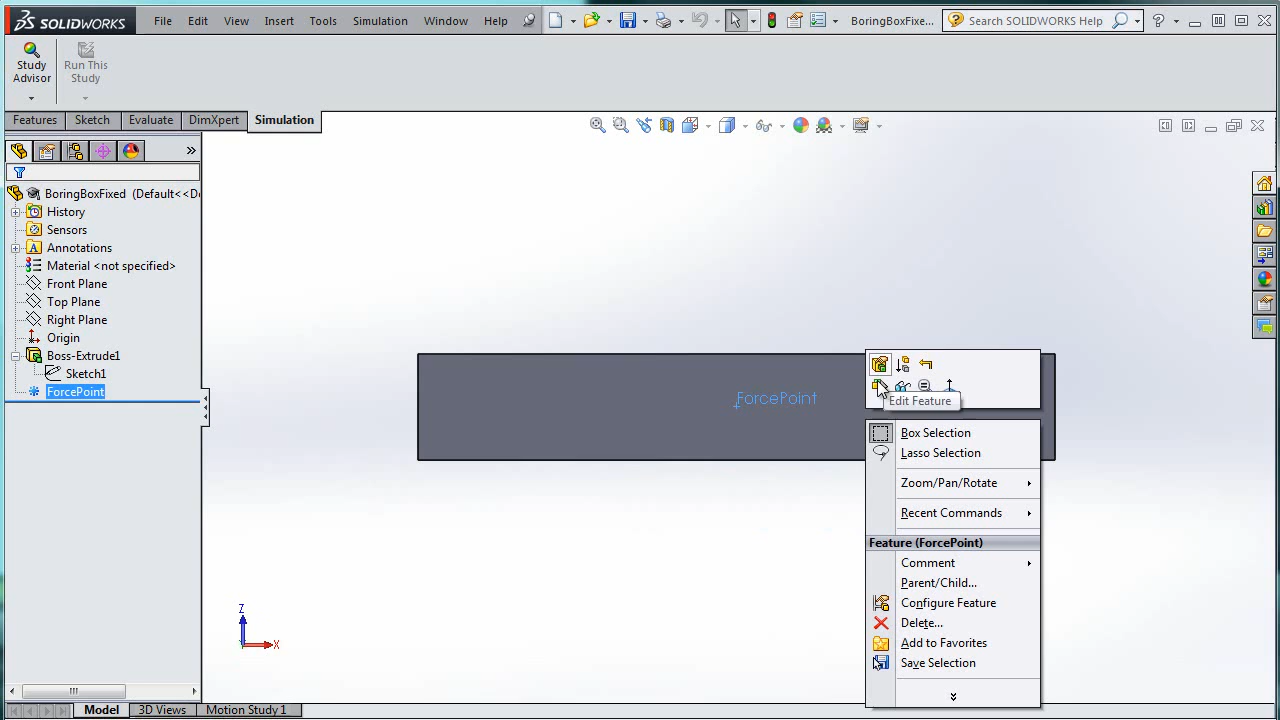 SOLIDWORKS File Edit View Insert Tools Simulation Window Help BoringBoxFixe... Search SOLIDWORKS Help
Study Advisor
Run This Study
Features Sketch Evaluate DimXpert Simulation
BoringBoxFixed (Default<<De
History
Sensors
Annotations
Material <not specified>
Front Plane
Top Plane
Right Plane
Origin
Boss-Extrude1
Sketch1
ForcePoint
ForcePoint
Edit Feature
Box Selection
Lasso Selection
Zoom/Pan/Rotate
Recent Commands
Feature (ForcePoint)
Comment
Parent/Child...
Configure Feature
Delete...
Add to Favorites
Save Selection
Z
X
Model 3D Views Motion Study 1